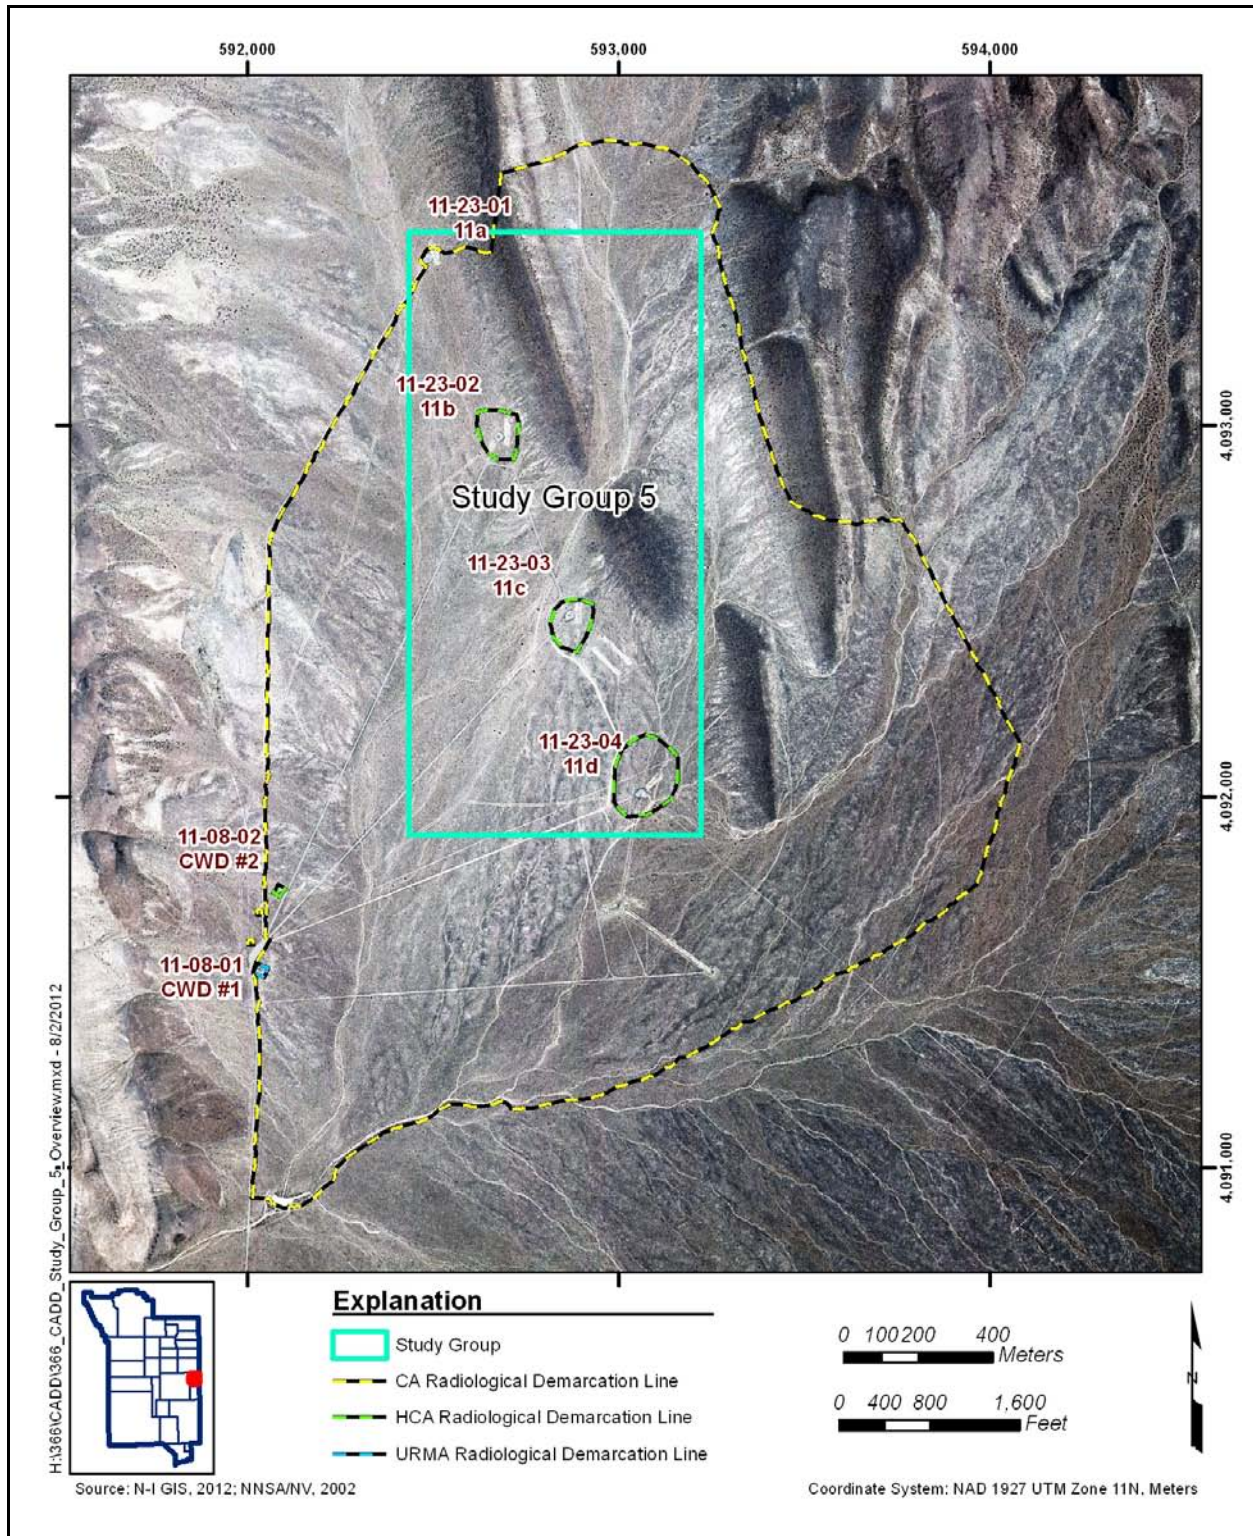 592,000
593,000
594,000
11-23-01
11a
11-23-02
11b
4,093,000
Study Group 5
11-23-03
11c
11-23-04
11d
4,092,000
11-08-02
CWD #2
11-08-01
CWD #1
4,091,000
H:\366\CADD\366_CADD_Study_Group_5_Overview.mxd - 8/2/2012
Explanation
Study Group
CA Radiological Demarcation Line
HCA Radiological Demarcation Line
URMA Radiological Demarcation Line
0 100 200 400
Meters
0 400 800 1,600
Feet
N
Source: N-I GIS, 2012; NNSA/NV, 2002
Coordinate System: NAD 1927 UTM Zone 11N, Meters